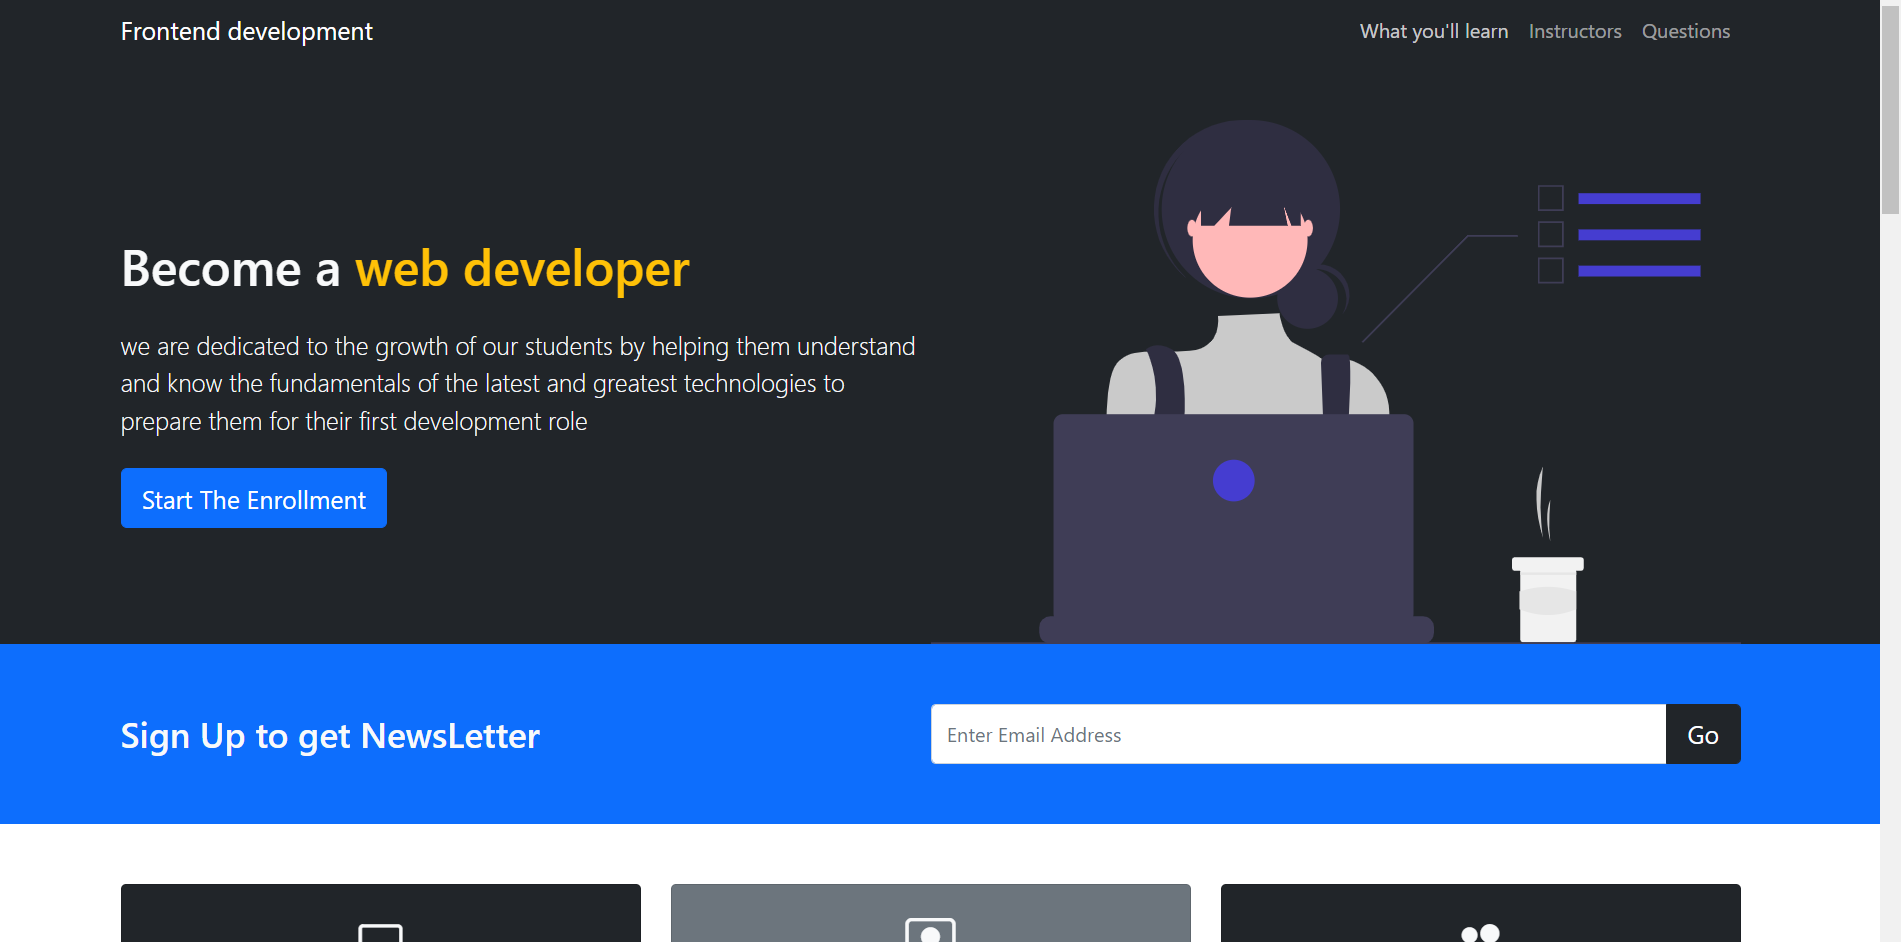 Frontend development
What you'll learn Instructors Questions
Become a web developer
we are dedicated to the growth of our students by helping them understand
and know the fundamentals of the latest and greatest technologies to
prepare them for their first development role
Start The Enrollment
Sign Up to get NewsLetter
Enter Email Address
Go